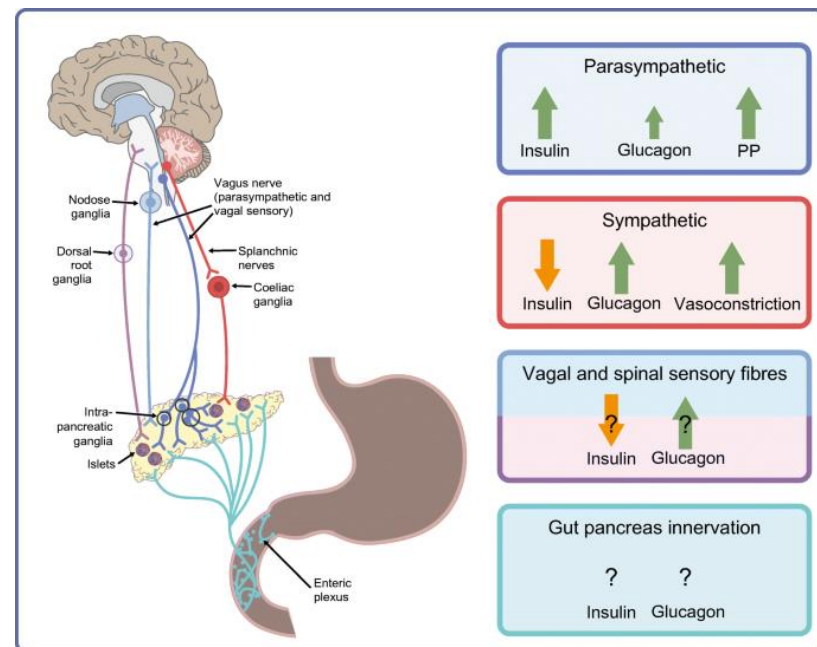 Nodose
ganglia
Dorsal
root
ganglia
Vagus nerve
(parasympathetic and
vagal sensory)
Splanchnic
nerves
Coeliac
ganglia
Intra-
pancreatic
ganglia
Islets
Enteric
plexus
Parasympathetic
Insulin Glucagon PP
Sympathetic
Insulin Glucagon Vasoconstriction
Vagal and spinal sensory fibres
? ?
Insulin Glucagon
Gut pancreas innervation
? ?
Insulin Glucagon